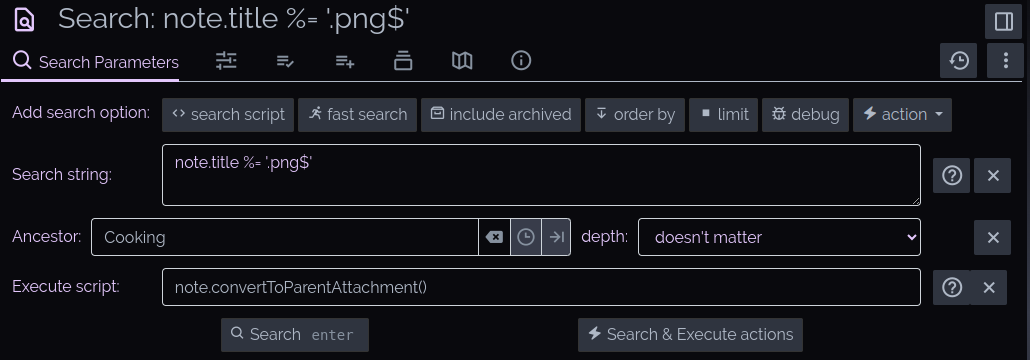 Search: note.title %= '.png$'
Search Parameters
Add search option: search script fast search include archived order by limit debug action
Search string: note.title %= '.png$'
Ancestor: Cooking depth: doesn't matter
Execute script: note.convertToParentAttachment()
Search enter Search & Execute actions